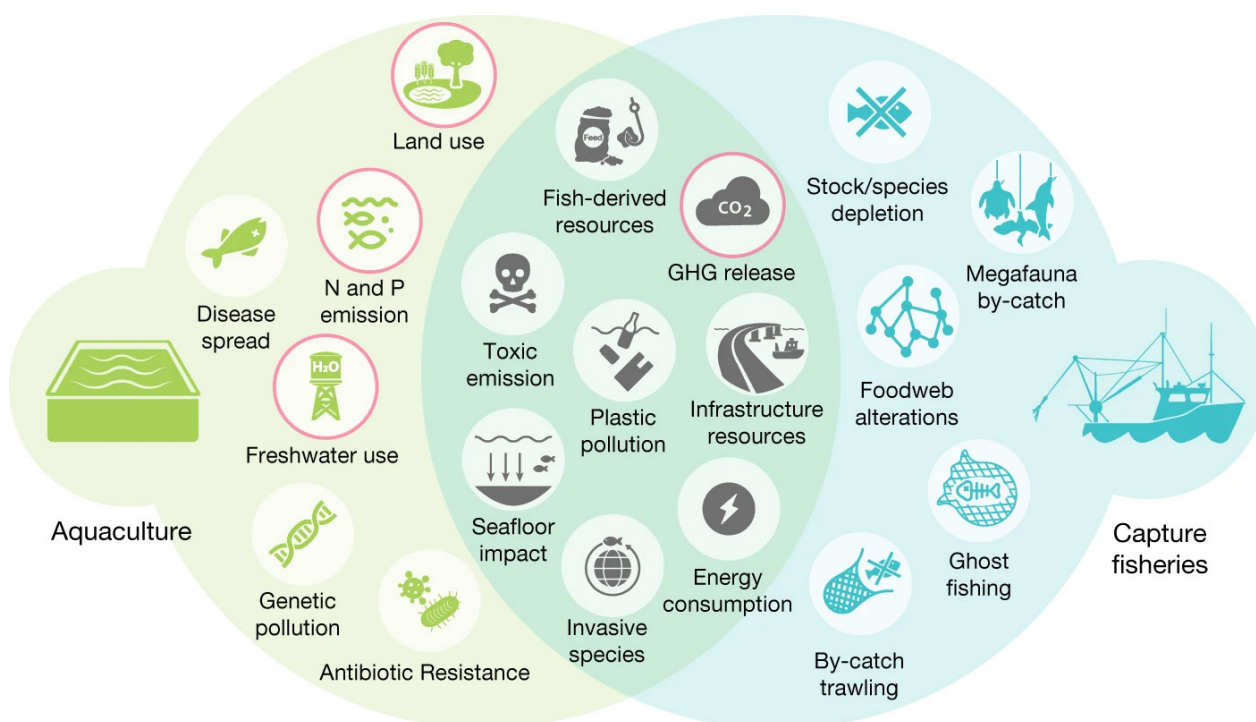 Land use
Feed
Fish-derived
resources
CO2
GHG release
Stock/species
depletion
Megafauna
by-catch
Disease
spread
N and P
emission
Toxic
emission
Plastic
pollution
Infrastructure
resources
Foodweb
alterations
H2O
Freshwater use
Aquaculture
Seafloor
impact
Energy
consumption
Ghost
fishing
Capture
fisheries
Genetic
pollution
Antibiotic Resistance
Invasive
species
By-catch
trawling